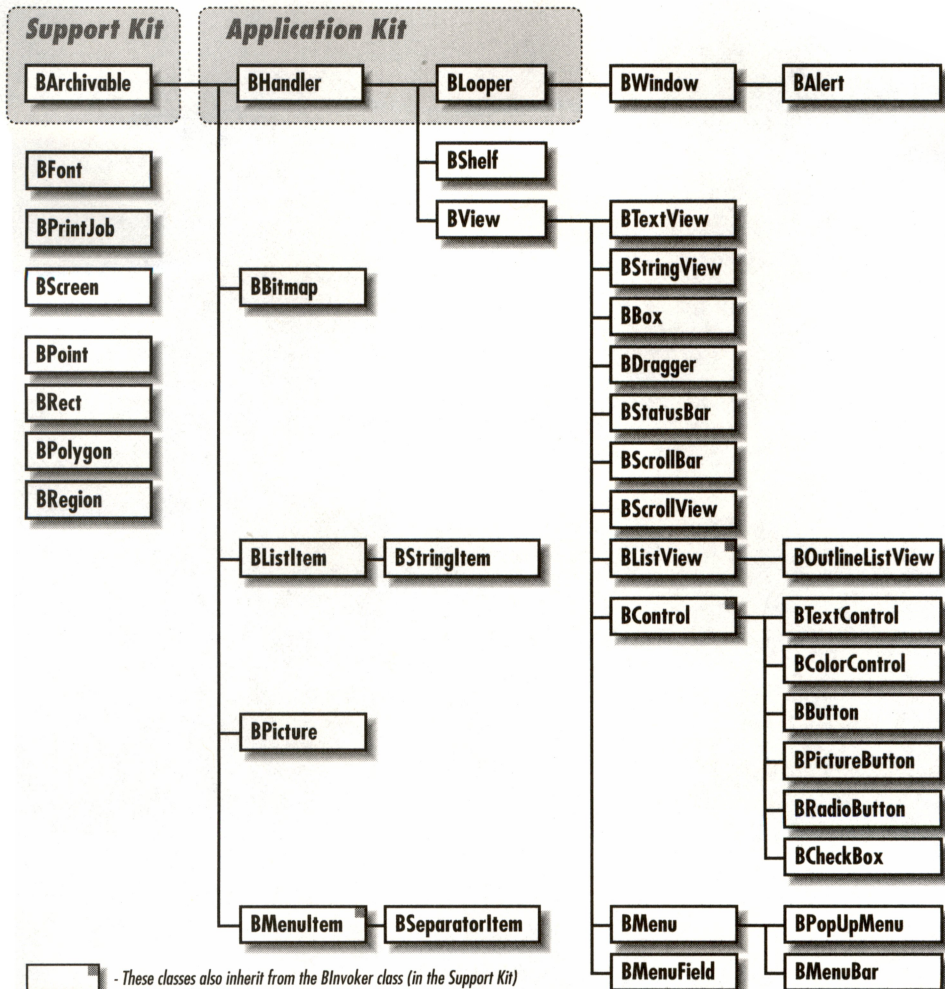 Support Kit
Application Kit
BArchivable
BHandler
BLooper
BWindow
BAlert
BFont
BShelf
BPrintJob
BView
BTextView
BStringView
BScreen
BBitmap
BBox
BPoint
BDragger
BRect
BStatusBar
BPolygon
BScrollBar
BRegion
BScrollView
BListItem
BStringItem
BListView
BOutlineListView
BControl
BTextControl
BColorControl
BPicture
BButton
BPictureButton
BRadioButton
BCheckBox
BMenuItem
BSeparatorItem
BMenu
BPopUpMenu
BMenuField
BMenuBar
- These classes also inherit from the BInvoker class (in the Support Kit)